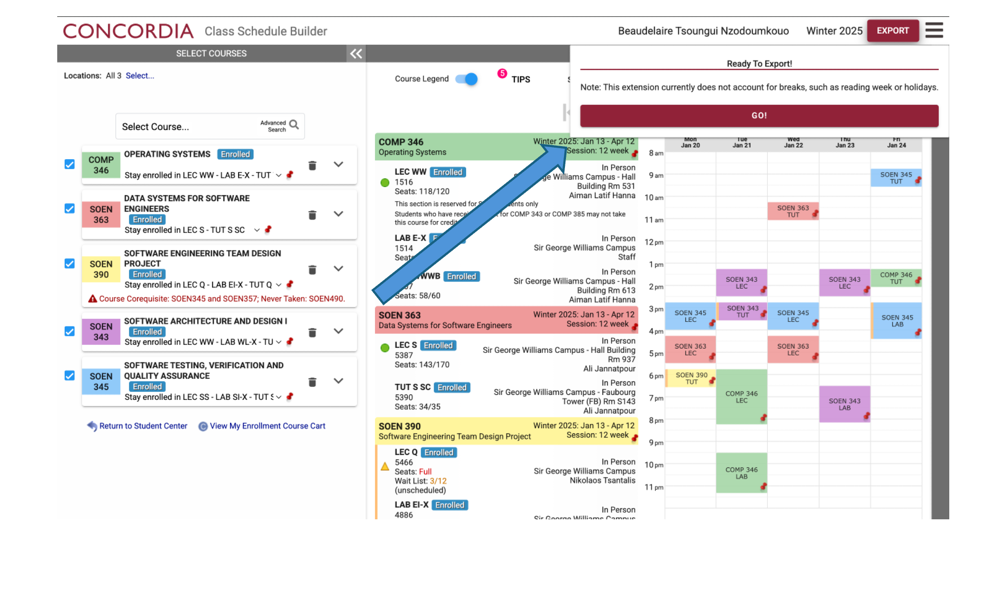 CONCORDIA Class Schedule Builder
Beaudelaire Tsoungui Nzodoumkouo Winter 2025 EXPORT
SELECT COURSES
Locations: All 3 Select...
Select Course...
Advanced Search
COMP 346
OPERATING SYSTEMS Enrolled
Stay enrolled in LEC WW - LAB E-X - TUT
SOEN 363
DATA SYSTEMS FOR SOFTWARE
ENGINEERS
Enrolled
Stay enrolled in LEC S - TUT S SC
SOEN 390
SOFTWARE ENGINEERING TEAM DESIGN
PROJECT
Enrolled
Stay enrolled in LEC Q - LAB EI-X - TUT Q
Course Corequisite: SOEN345 and SOEN357; Never Taken: SOEN490.
SOEN 343
SOFTWARE ARCHITECTURE AND DESIGN I
Enrolled
Stay enrolled in LEC WW - LAB WL-X - TU
SOEN 345
SOFTWARE TESTING, VERIFICATION AND
QUALITY ASSURANCE
Enrolled
Stay enrolled in LEC SS - LAB SI-X - TUT S
Return to Student Center View My Enrollment Course Cart
Course Legend
5
TIPS
Ready To Export!
Note: This extension currently does not account for breaks, such as reading week or holidays.
GO!
COMP 346
Operating Systems
Winter 2025: Jan 13 - Apr 12
Session: 12 week
LEC WW Enrolled
1516
Seats: 118/120
In Person
Williams Campus - Hall
Building Rm 531
Aiman Latif Hanna
This section is reserved for
only
Students who have
for COMP 343 or COMP 385 may not take
this course for credit
LAB E-X
1514
In Person
Sir George Williams Campus
Staff
WWB Enrolled
Seats: 58/60
In Person
Sir George Williams Campus - Hall
Building Rm 613
Aiman Latif Hanna
SOEN 363
Data Systems for Software Engineers
Winter 2025: Jan 13 - Apr 12
Session: 12 week
LEC S Enrolled
5387
Seats: 143/170
In Person
Sir George Williams Campus - Hall Building
Rm 937
Ali Jannatpour
TUT S SC Enrolled
5390
Seats: 34/35
In Person
Sir George Williams Campus - Faubourg
Tower (FB) Rm S143
Ali Jannatpour
SOEN 390
Software Engineering Team Design Project
Winter 2025: Jan 13 - Apr 12
Session: 12 week
LEC Q Enrolled
5466
Seats: Full
Wait List: 3/12
(unscheduled)
In Person
Sir George Williams Campus
Nikolaos Tsantalis
LAB EI-X Enrolled
4886
In Person
Sir George Williams Campus
Mon Tue Wed Thu Fri
Jan 20 Jan 21 Jan 22 Jan 23 Jan 24
8 am
9 am
SOEN 345
TUT
10 am
SOEN 363
TUT
11 am
12 pm
1 pm
SOEN 343
LEC
SOEN 343
LEC
COMP 346
TUT
2 pm
3 pm
SOEN 345
LEC
SOEN 343
TUT
SOEN 345
LEC
SOEN 345
LAB
4 pm
SOEN 363
LEC
SOEN 363
LEC
5 pm
6 pm
SOEN 390
TUT
COMP 346
LEC
7 pm
SOEN 343
LAB
8 pm
9 pm
10 pm
COMP 346
LAB
11 pm